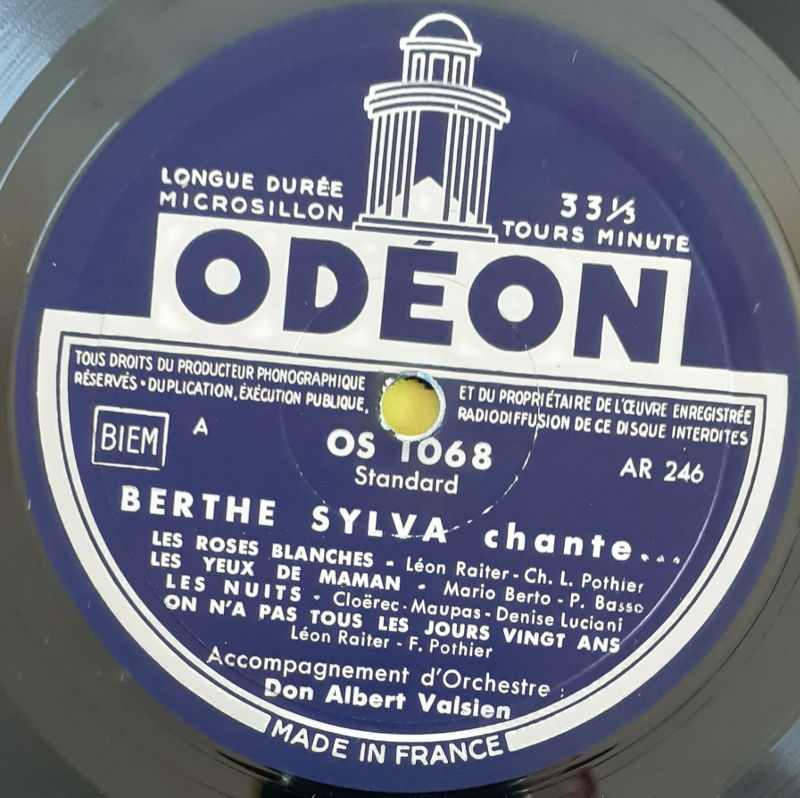 LONGUE DURÉE
MICROSILLON
33 1/3
TOURS MINUTE
ODÉON
TOUS DROITS DU PRODUCTEUR PHONOGRAPHIQUE
RÉSERVÉS • DUPLICATION, EXÉCUTION PUBLIQUE,
ET DU PROPRIÉTAIRE DE L'ŒUVRE ENREGISTRÉE
RADIODIFFUSION DE CE DISQUE INTERDITES
BIEM
A
OS 1068
Standard
AR 246
BERTHE SYLVA chante...
LES ROSES BLANCHES - Léon Raiter - Ch. L. Pothier
LES YEUX DE MAMAN - Mario Berto - P. Basso
LES NUITS - Cloërec-Maupas-Denise Luciani
ON N'A PAS TOUS LES JOURS VINGT ANS
Léon Raiter - F. Pothier
Accompagnement d'Orchestre :
Don Albert Valsien
MADE IN FRANCE